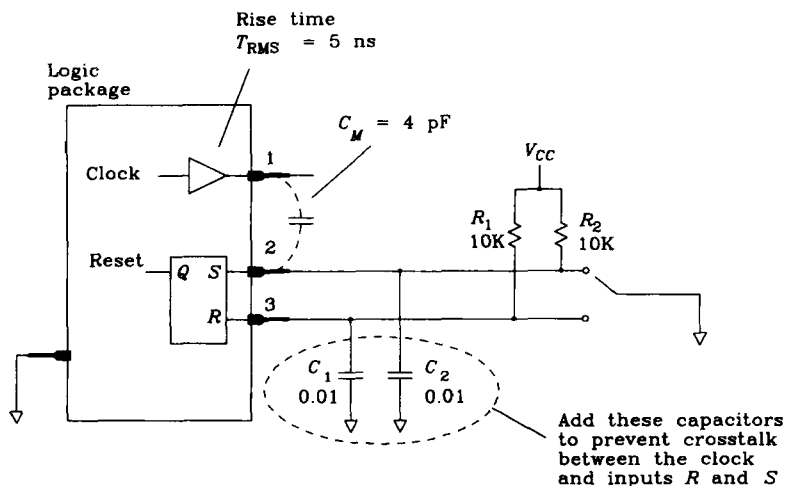 Rise time
T_RMS = 5 ns
Logic
package
C_M = 4 pF
Clock
1
V_CC
R_1
10K
R_2
10K
2
Reset
Q S
3
R
C_1
0.01
C_2
0.01
Add these capacitors
to prevent crosstalk
between the clock
and inputs R and S